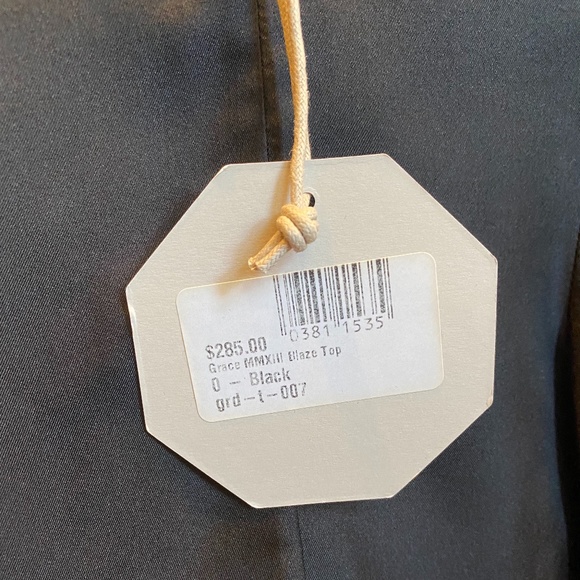 0381 1535
$285.00
Grace MMXIII Blaze Top
0 - Black
grd-t-007